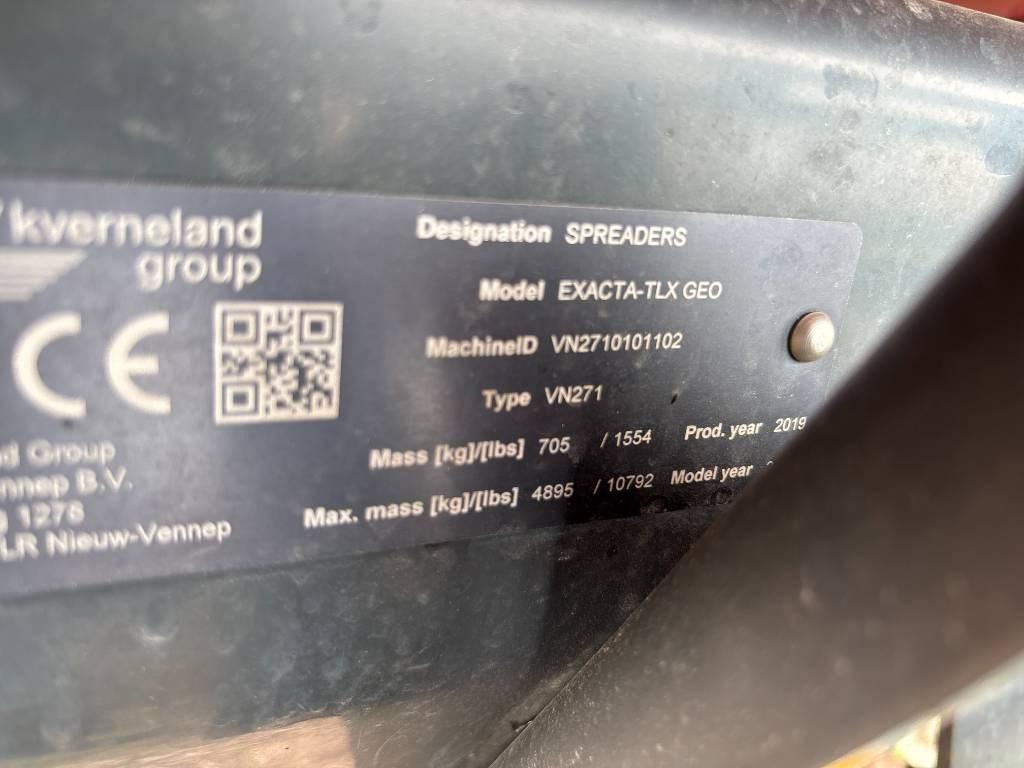 kverneland
group
CE
Designation SPREADERS
Model EXACTA-TLX GEO
MachineID VN2710101102
Type VN271
Mass [kg]/[lbs] 705 / 1554 Prod. year 2019
Max. mass [kg]/[lbs] 4895 / 10792 Model year
Group
B.V.
1278
LR Nieuw-Vennep